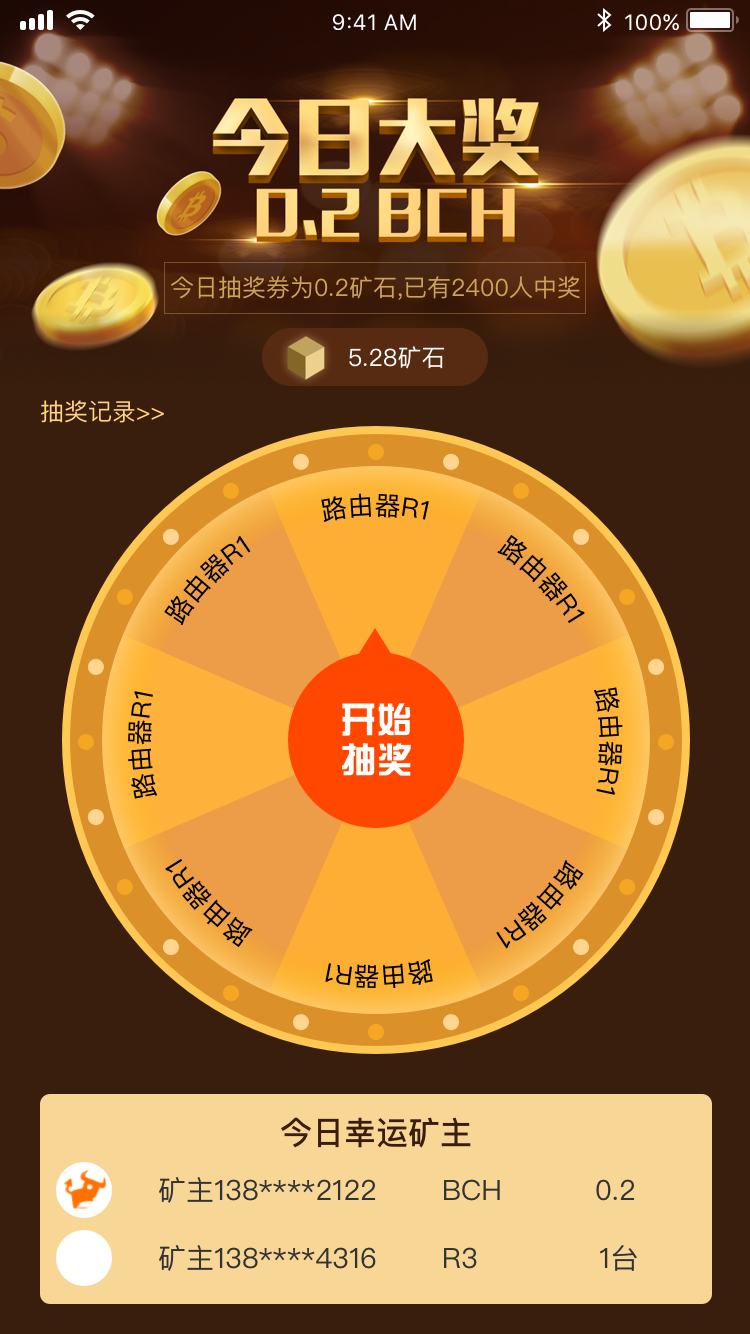 9:41 AM
100%
今日大奖
0.2 BCH
今日抽奖券为0.2矿石,已有2400人中奖
5.28矿石
抽奖记录>>
路由器R1
路由器R1
路由器R1
路由器R1
路由器R1
路由器R1
路由器R1
路由器R1
开始
抽奖
今日幸运矿主
矿主138****2122 BCH 0.2
矿主138****4316 R3 1台